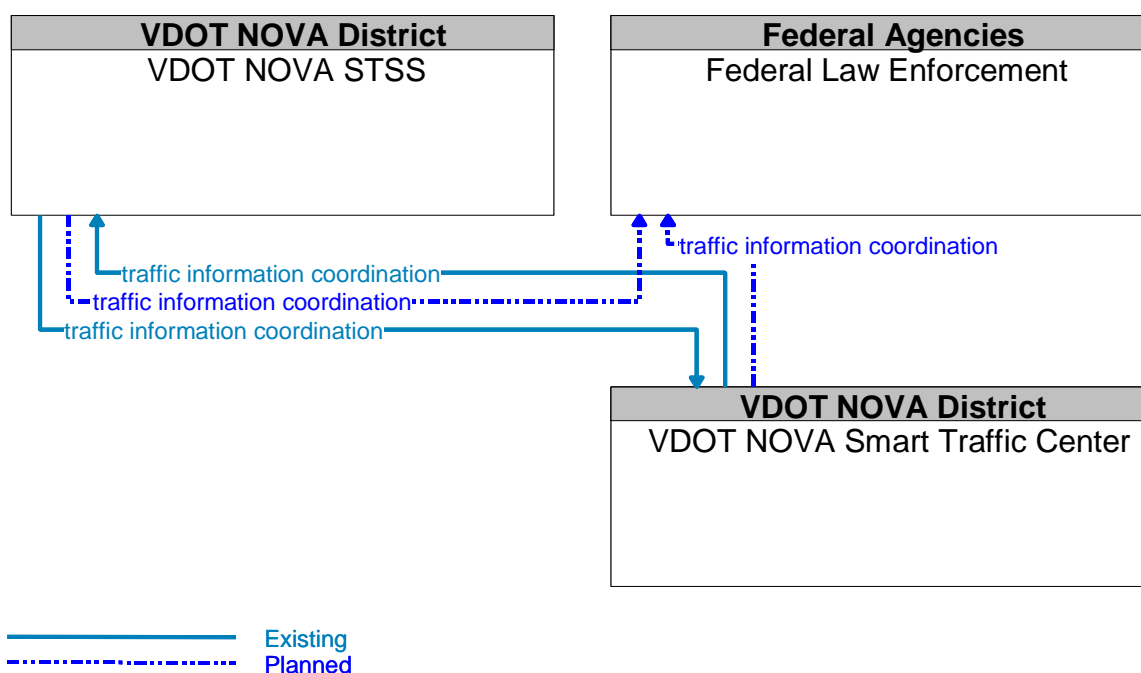 VDOT NOVA District
VDOT NOVA STSS
Federal Agencies
Federal Law Enforcement
traffic information coordination
traffic information coordination
traffic information coordination
traffic information coordination
VDOT NOVA District
VDOT NOVA Smart Traffic Center
Existing
Planned